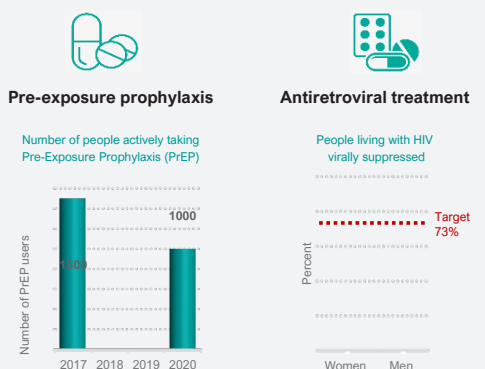 Pre-exposure prophylaxis
Number of people actively taking
Pre-Exposure Prophylaxis (PrEP)
Number of PrEP users
1500
1000
2017 2018 2019 2020
Antiretroviral treatment
People living with HIV
virally suppressed
Percent
Target
73%
Women Men